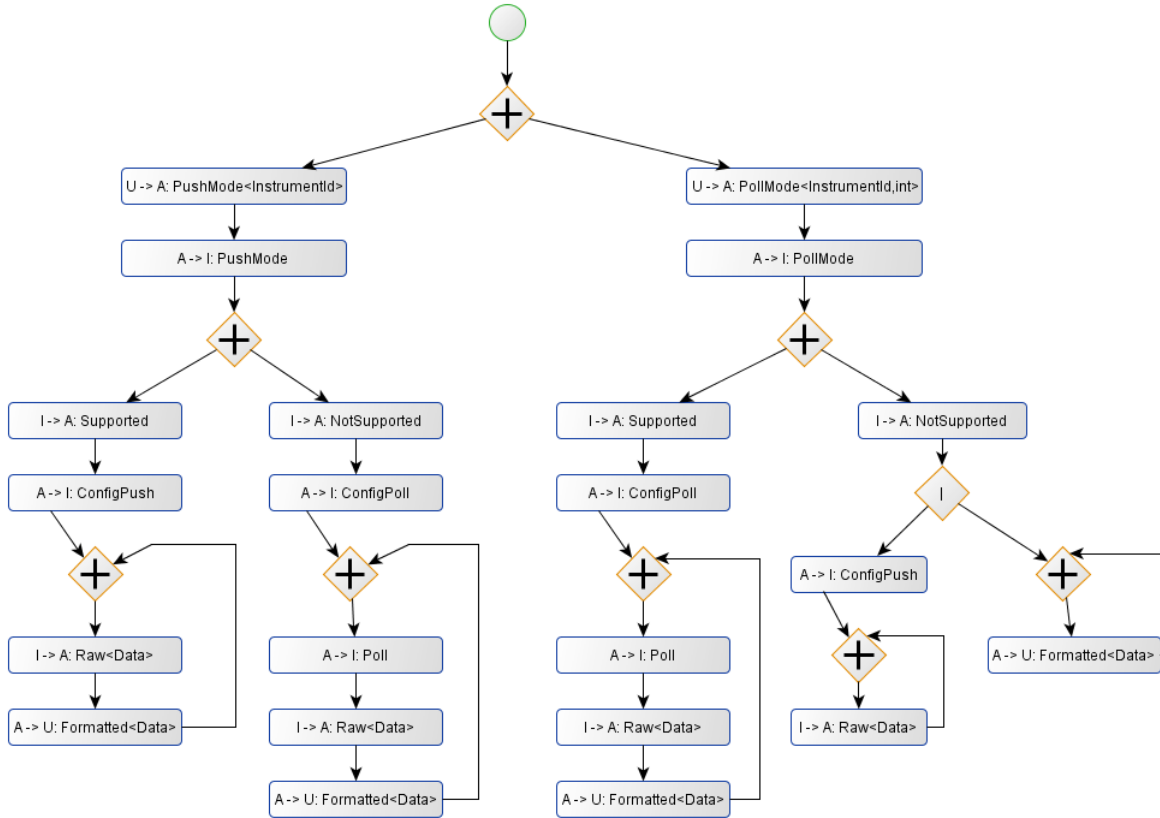 U -> A: PushMode<InstrumentId>
U -> A: PollMode<InstrumentId,int>
A -> I: PushMode
A -> I: PollMode
I -> A: Supported
I -> A: NotSupported
I -> A: Supported
I -> A: NotSupported
A -> I: ConfigPush
A -> I: ConfigPoll
A -> I: ConfigPoll
I
A -> I: ConfigPush
I -> A: Raw<Data>
A -> I: Poll
A -> I: Poll
A -> U: Formatted<Data>
A -> U: Formatted<Data>
I -> A: Raw<Data>
I -> A: Raw<Data>
I -> A: Raw<Data>
A -> U: Formatted<Data>
A -> U: Formatted<Data>